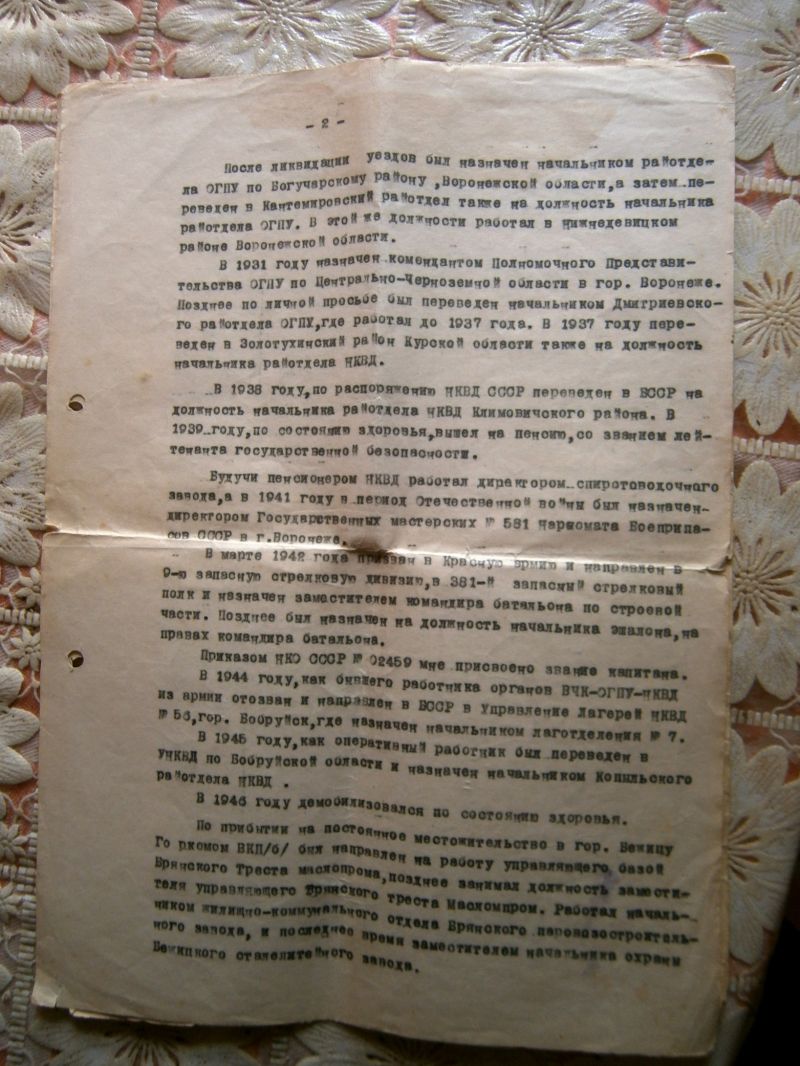 - 2 -
После ликвидации уездов был назначен начальником райотде-
ла ОГПУ по Богучарскому району ,Воронежской области,а затем пе-
реведен в Кантемировский райотдел также на должность начальника
райотдела ОГПУ. В этой же должности работал в Нижнедевицком
районе Воронежской области.
В 1931 году назначен комендантом Полномочного Представи-
тельства ОГПУ по Центрально-Черноземной области в гор. Воронеже.
Позднее по личной просьбе был переведен начальником Дмитриевско-
го райотдела ОГПУ,где работал до 1937 года. В 1937 году пере-
веден в Золотухинский район Курской области также на должность
начальника райотдела НКВД.
В 1938 году,по распоряжению НКВД СССР переведен в БССР на
должность начальника райотдела НКВД Климовичского района. В
1939 году,по состоянию здоровья,вышел на пенсию,со званием лей-
тенанта государственной безопасности.
Будучи пенсионером НКВД работал директором спиртоводочного
завода,а в 1941 году в период Отечественной войны был назначен-
директором Государственных мастерских № 581 Наркомата Боеприпа-
сов СССР в г.Воронеже.
В марте 1942 года призван в Красную армию и направлен в
9-ю запасную стрелковую дивизию,в 381-й запасный стрелковый
полк и назначен заместителем командира батальона по строевой
части. Позднее был назначен на должность начальника эшалона,на
правах командира батальона.
Приказом НКО СССР № 02459 мне присвоено звание капитана.
В 1944 году,как бывшего работника органов ВЧК-ОГПУ-НКВД
из армии отозван и направлен в БССР в Управление Лагерей НКВД
№ 56,гор. Бобруйск,где назначен начальником лаготделения № 7.
В 1945 году,как оперативный работник был переведен в
УНКВД по Бобруйской области и назначен начальником Копыльского
райотдела НКВД .
В 1946 году демобилизовался по состоянию здоровья.
По прибытии на постоянное местожительство в гор. Бежицу
Горкомом ВКП/б/ был направлен на работу управляющего базой
Брянского Треста маслопрома,позднее занимал должность замести-
теля управляющего Брянского треста Маслопром. Работал началь-
ником жилищно-коммунального отдела Брянского паровозостроитель-
ного завода, и последнее время заместителем начальника охраны
Бежицкого сталелитейного завода.